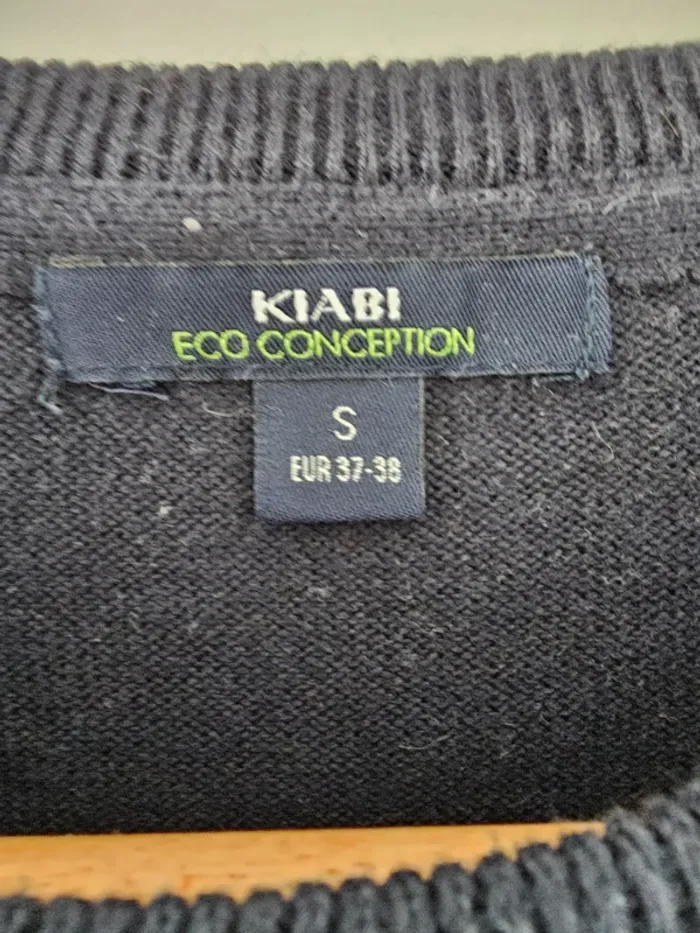 KIABI
ECO CONCEPTION
S
EUR 37-38